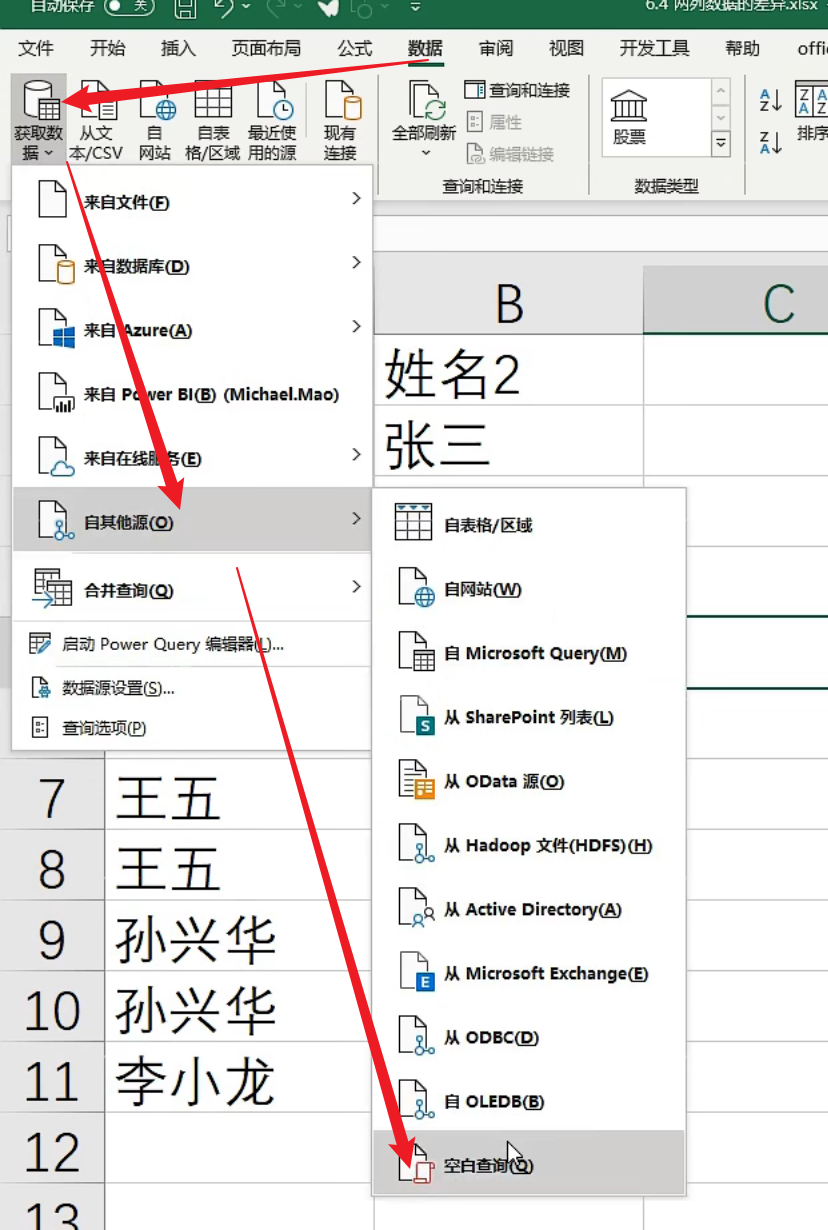 自动保存 关 6.4 两列数据的差异.xlsx
文件 开始 插入 页面布局 公式 数据 审阅 视图 开发工具 帮助 offi
获取数据 从文本/CSV 自网站 自表格/区域 最近使用的源 现有连接 全部刷新 查询和连接 属性 编辑链接 股票 排序
查询和连接 数据类型
来自文件(F)
来自数据库(D)
来自 Azure(A)
来自 Power BI(B) (Michael.Mao)
来自在线服务(E)
自其他源(O)
合并查询(Q)
启动 Power Query 编辑器(L)...
数据源设置(S)...
查询选项(P)
自表格/区域
自网站(W)
自 Microsoft Query(M)
从 SharePoint 列表(L)
从 OData 源(O)
从 Hadoop 文件(HDFS)(H)
从 Active Directory(A)
从 Microsoft Exchange(E)
从 ODBC(D)
自 OLEDB(B)
空白查询(Q)
B C
姓名2
张三
7 王五
8 王五
9 孙兴华
10 孙兴华
11 李小龙
12
13